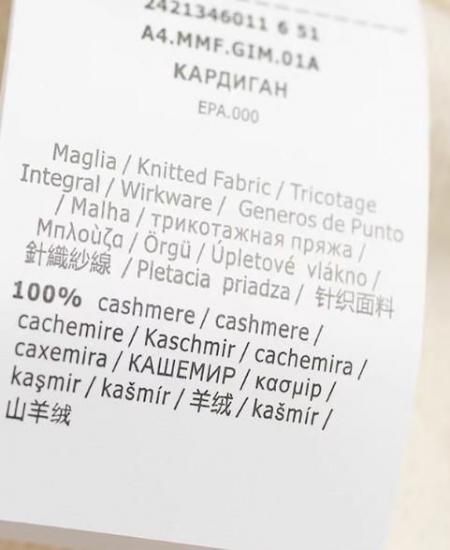 2421346011 6 51
A4.MMF.GIM.01A
КАРДИГАН
EPA.000
Maglia / Knitted Fabric / Tricotage
Integral / Wirkware / Generos de Punto
/ Malha / трикотажная пряжа /
Μπλοὺζα / Örgü / Úpletové vlákno /
針織紗線 / Pletacia priadza / 针织面料
100% cashmere / cashmere /
cachemire / Kaschmir / cachemira /
caxemira / КАШЕМИР / κασμιρ /
kaşmir / kašmír / 羊绒 / kašmír /
山羊绒